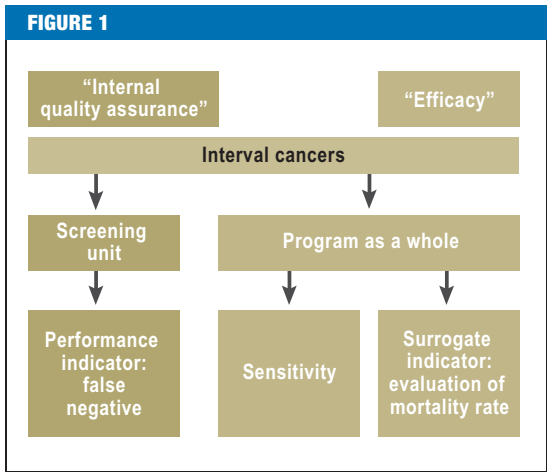 FIGURE 1
“Internal
quality assurance”
“Efficacy”
Interval cancers
Screening
unit
Program as a whole
Performance
indicator:
false
negative
Sensitivity
Surrogate
indicator:
evaluation of
mortality rate